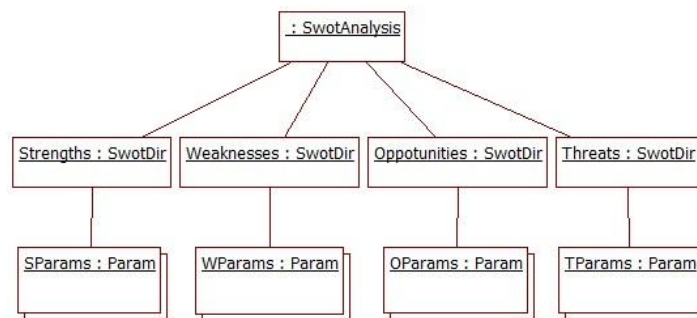 : SwotAnalysis
Strengths : SwotDir
Weaknesses : SwotDir
Oppotunities : SwotDir
Threats : SwotDir
SParams : Param
WParams : Param
OParams : Param
TParams : Param